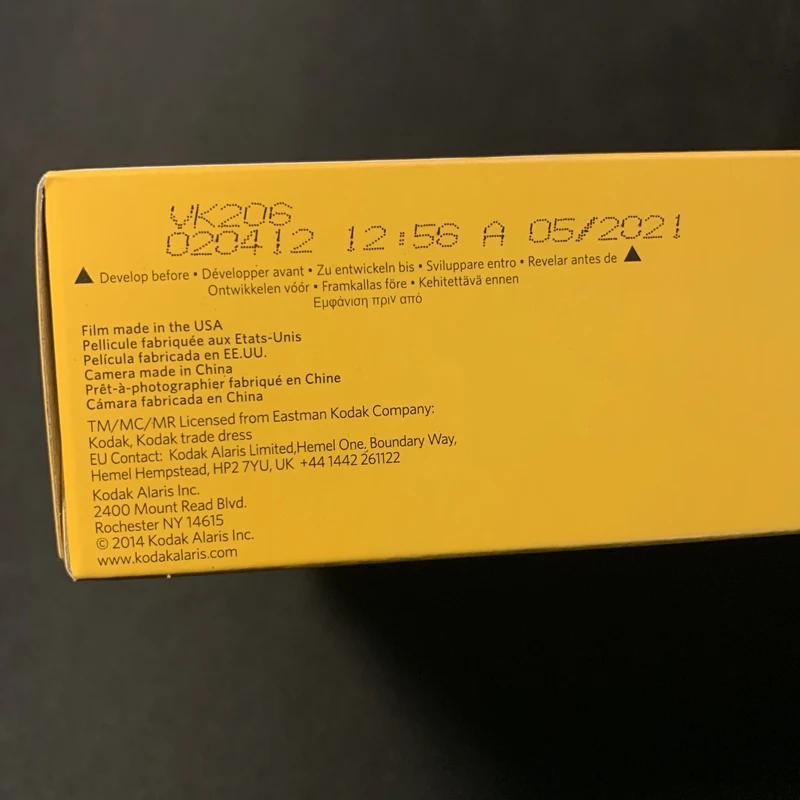 VK206
020412 12:56 A 05/2021
▲ Develop before • Développer avant • Zu entwickeln bis • Sviluppare entro • Revelar antes de ▲
Ontwikkelen vóór • Framkallas före • Kehitettävä ennen
Εμφάνιση πριν από
Film made in the USA
Pellicule fabriquée aux Etats-Unis
Película fabricada en EE.UU.
Camera made in China
Prêt-à-photographier fabriqué en Chine
Cámara fabricada en China
TM/MC/MR Licensed from Eastman Kodak Company:
Kodak, Kodak trade dress
EU Contact: Kodak Alaris Limited,Hemel One, Boundary Way,
Hemel Hempstead, HP2 7YU, UK +44 1442 261122
Kodak Alaris Inc.
2400 Mount Read Blvd.
Rochester NY 14615
© 2014 Kodak Alaris Inc.
www.kodakalaris.com